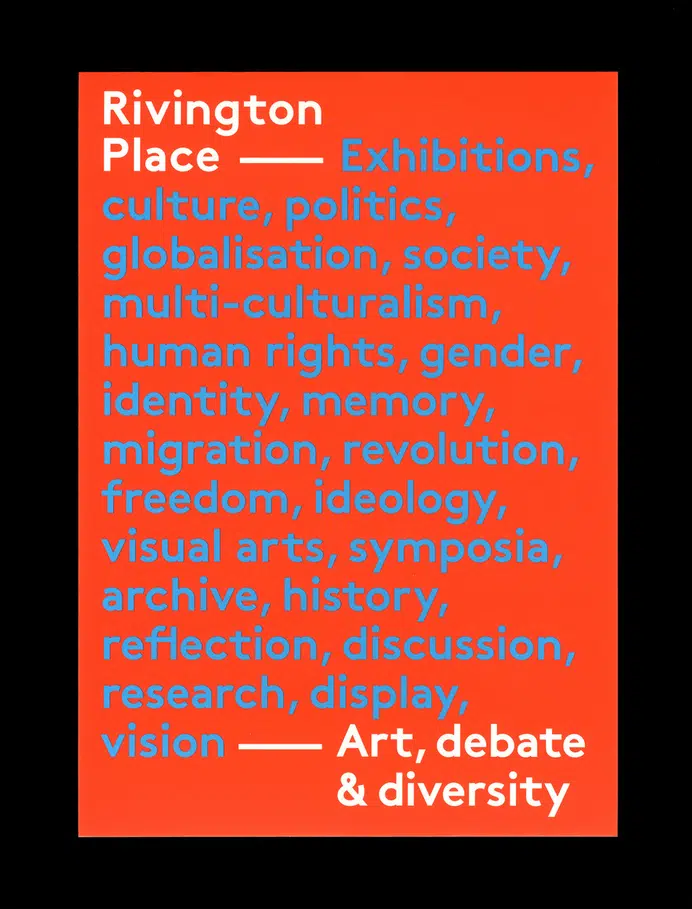 Rivington
Place — Exhibitions,
culture, politics,
globalisation, society,
multi-culturalism,
human rights, gender,
identity, memory,
migration, revolution,
freedom, ideology,
visual arts, symposia,
archive, history,
reflection, discussion,
research, display,
vision — Art, debate
& diversity